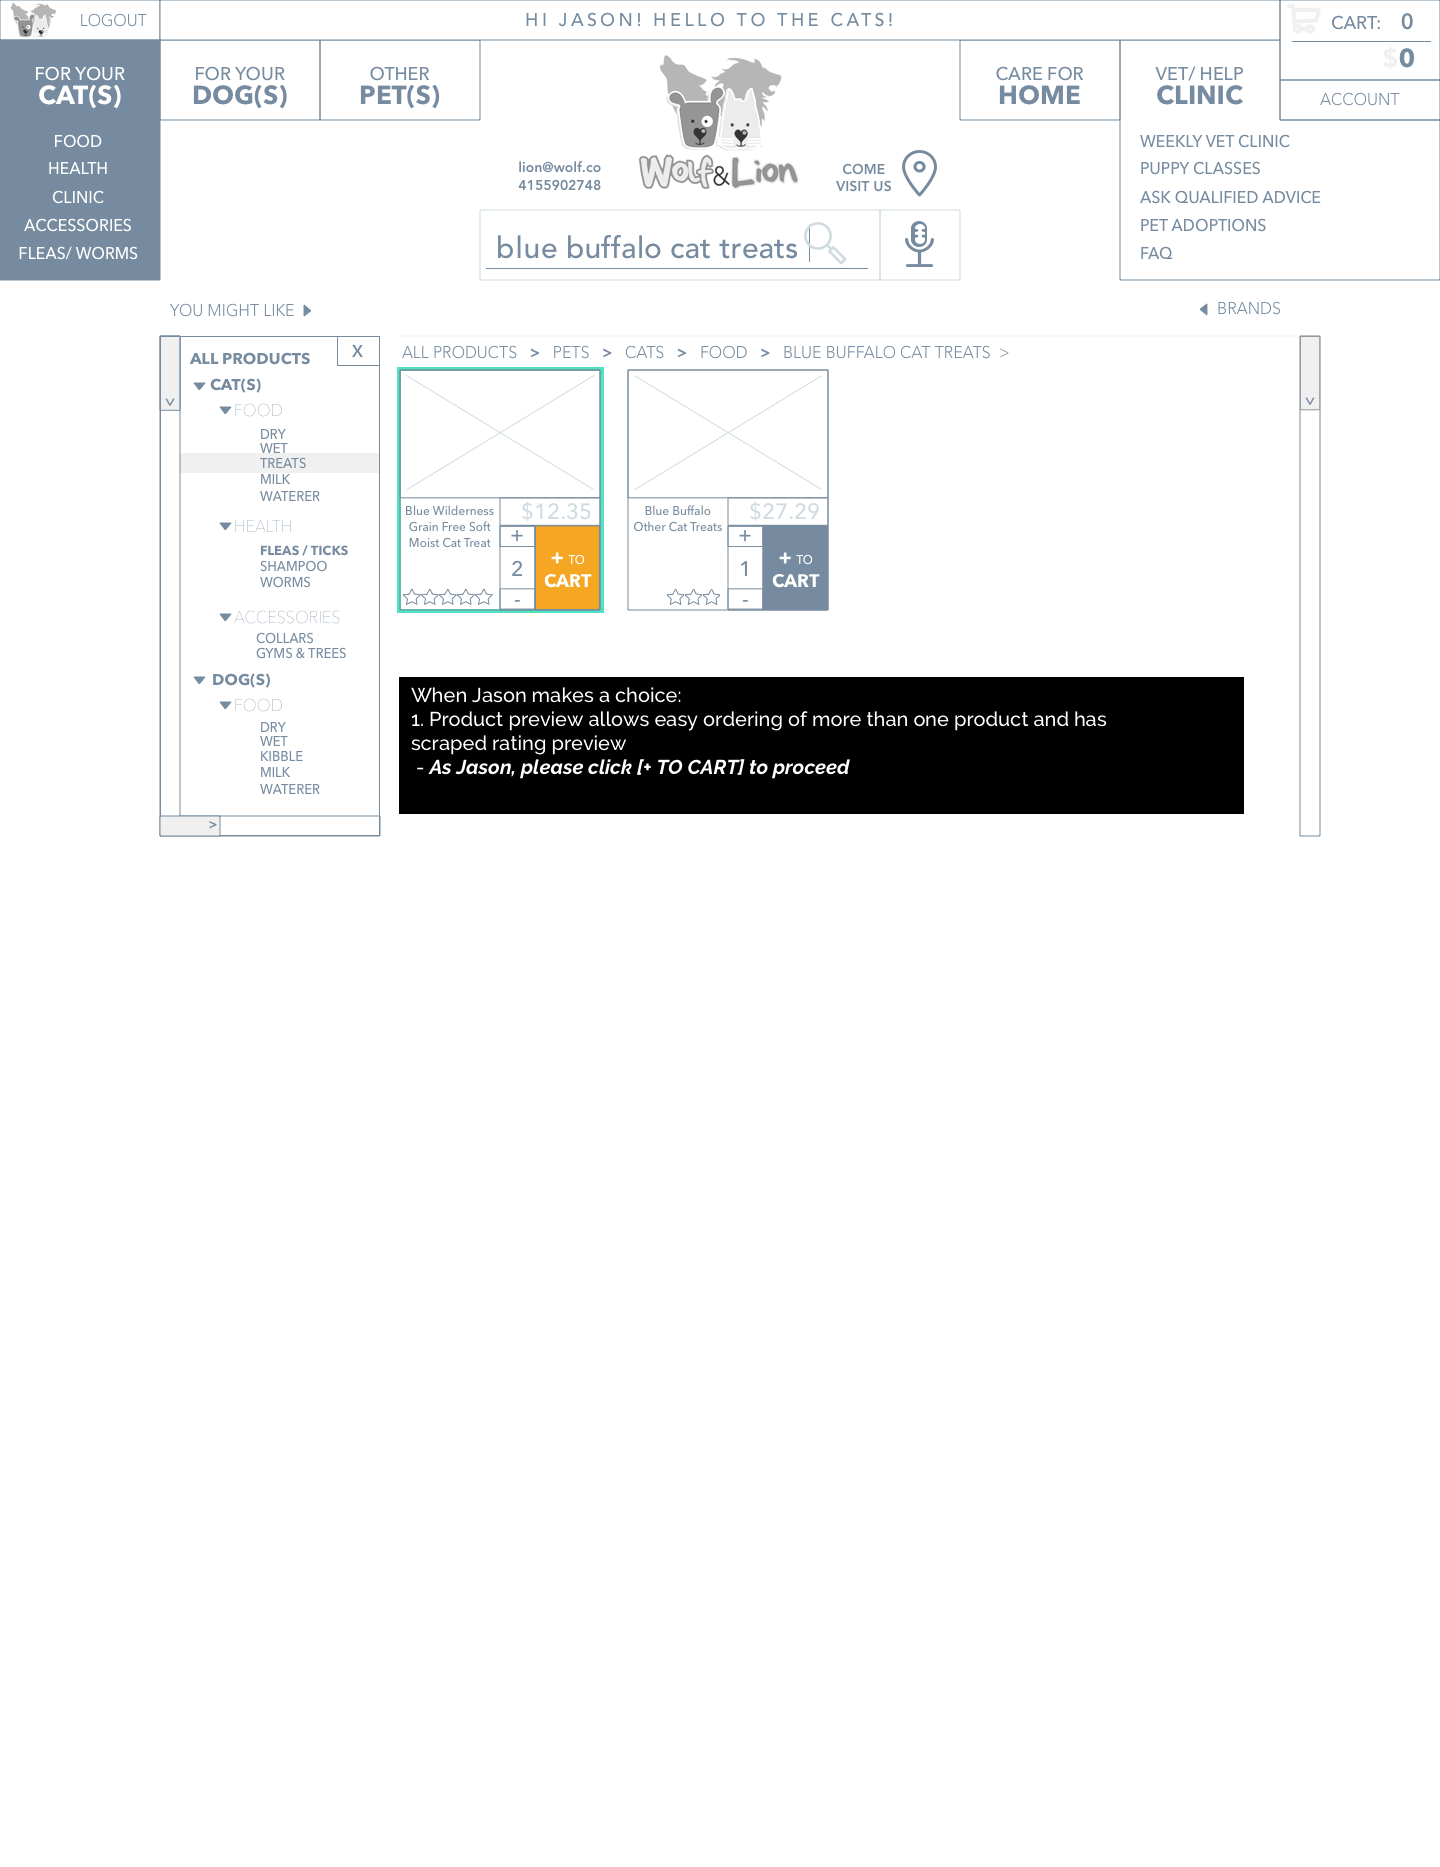 LOGOUT
HI JASON! HELLO TO THE CATS!
CART: 0
$0
ACCOUNT
FOR YOUR
CAT(S)
FOOD
HEALTH
CLINIC
ACCESSORIES
FLEAS/ WORMS
FOR YOUR
DOG(S)
OTHER
PET(S)
Wolf&Lion
lion@wolf.co
4155902748
COME
VISIT US
CARE FOR
HOME
VET/ HELP
CLINIC
WEEKLY VET CLINIC
PUPPY CLASSES
ASK QUALIFIED ADVICE
PET ADOPTIONS
FAQ
blue buffalo cat treats
YOU MIGHT LIKE
BRANDS
X
ALL PRODUCTS
CAT(S)
FOOD
DRY
WET
TREATS
MILK
WATERER
HEALTH
FLEAS / TICKS
SHAMPOO
WORMS
ACCESSORIES
COLLARS
GYMS & TREES
DOG(S)
FOOD
DRY
WET
KIBBLE
MILK
WATERER
>
v
ALL PRODUCTS > PETS > CATS > FOOD > BLUE BUFFALO CAT TREATS >
Blue Wilderness
Grain Free Soft
Moist Cat Treat
$12.35
+
2
-
+ TO
CART
Blue Buffalo
Other Cat Treats
$27.29
+
1
-
+ TO
CART
v
When Jason makes a choice:
1. Product preview allows easy ordering of more than one product and has
scraped rating preview
- As Jason, please click [+ TO CART] to proceed